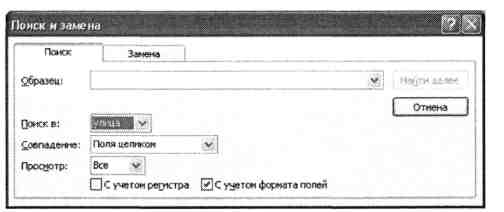 Поиск и замена
Поиск Замена
Образец: Найти далее
Отмена
Поиск в: улица
Совпадение: Поля целиком
Просмотр: Все
С учетом регистра С учетом формата полей